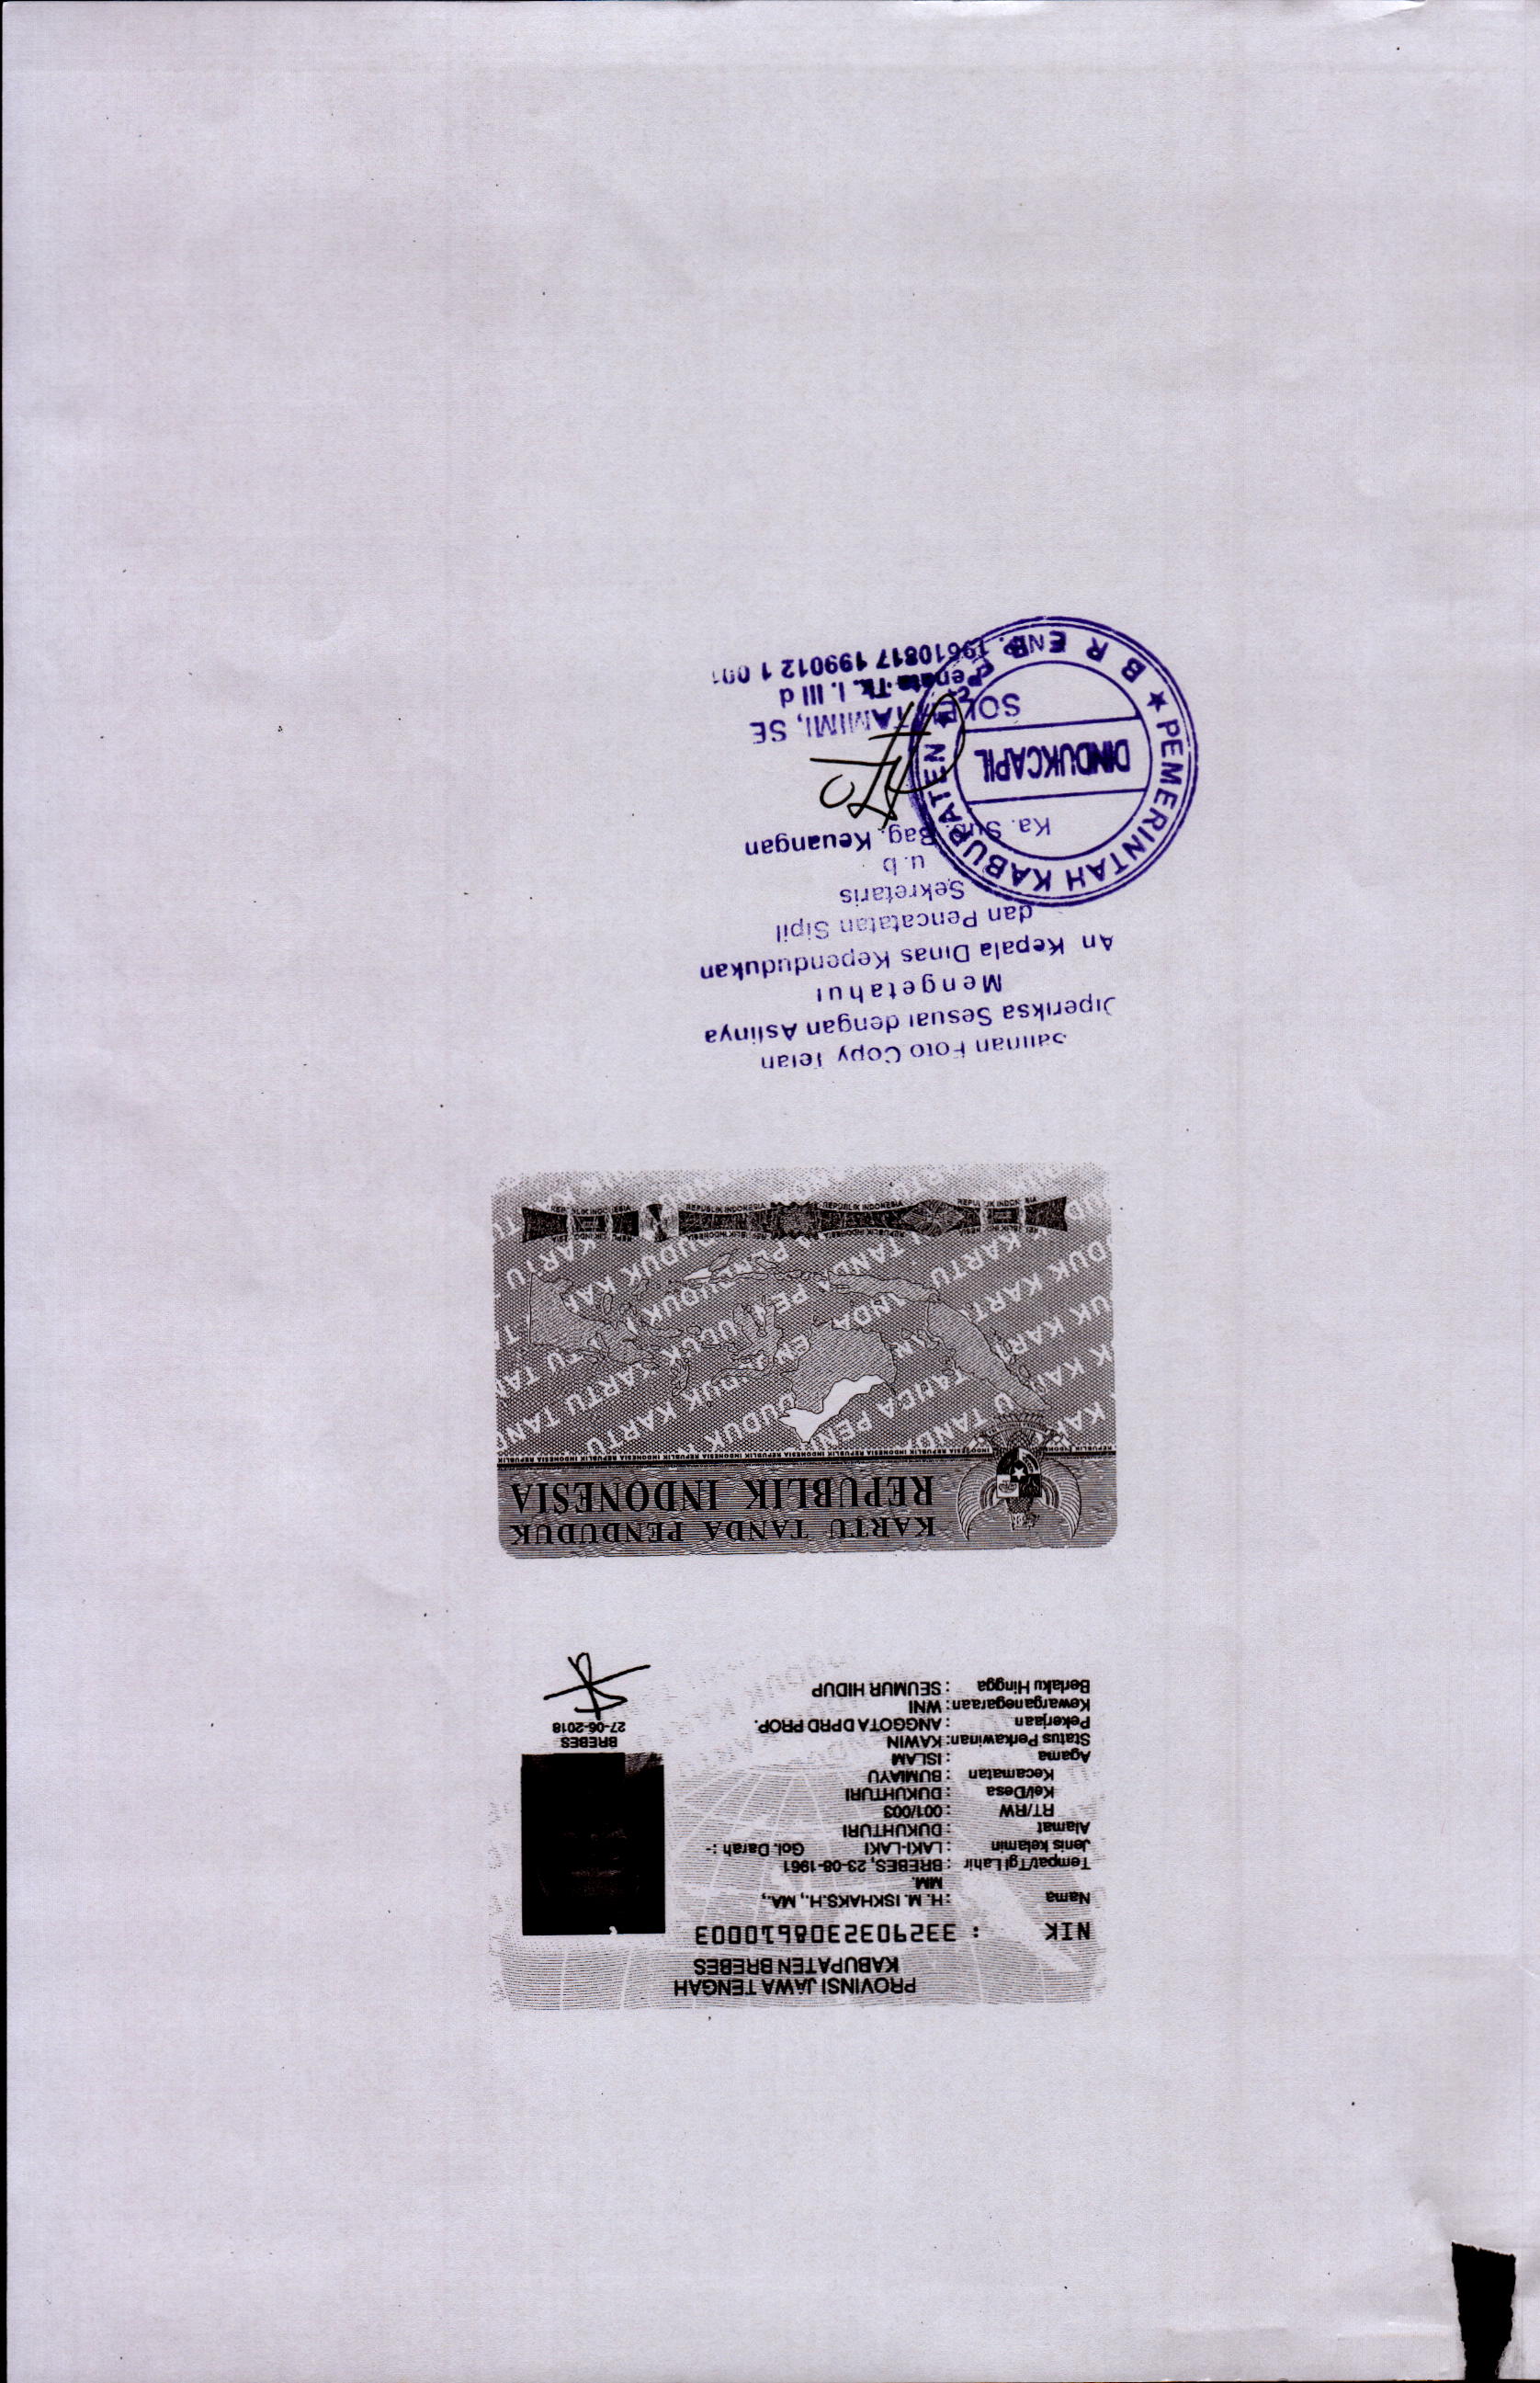 PROVINSI JAWA TENGAH
KABUPATEN BREBES
NIK : 3329032308610003
Nama : H. M. ISKHAKS.H., MA.,
MM.
Tempat/Tgl Lahir : BREBES, 23-08-1961
Jenis kelamin : LAKI-LAKI Gol. Darah :-
Alamat : DUKUHTURI
RT/RW : 001/003
Kel/Desa : DUKUHTURI
Kecamatan : BUMIAYU
Agama : ISLAM
Status Perkawinan: KAWIN
Pekerjaan : ANGGOTA DPRD PROP.
Kewarganegaraan: WNI
Berlaku Hingga : SEUMUR HIDUP
BREBES
27-06-2018
KARTU TANDA PENDUDUK
REPUBLIK INDONESIA
Salinan Foto Copy Telah
Diperiksa Sesuai dengan Aslinya
Mengetahui
An Kepala Dinas Kependudukan
dan Pencatatan Sipil
Sekretaris
u.b
Ka. Sub. Bag. Keuangan
PEMERINTAH KABUPATEN
DINDUKCAPIL
BREBES
TAMIMI, SE
Penata Tk. I. III d
NIP. 19610817 199012 1 001